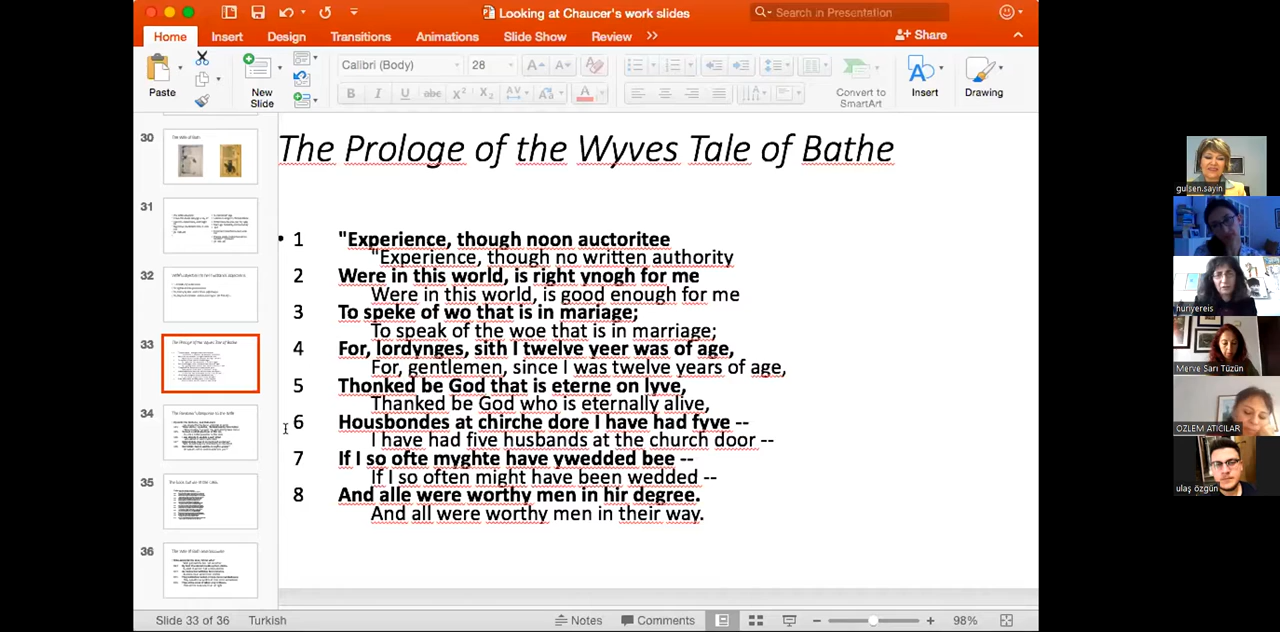 Looking at Chaucer's work slides
Search in Presentation
Home Insert Design Transitions Animations Slide Show Review Share
Calibri (Body) 28
Paste New Slide Convert to SmartArt Insert Drawing
30
31
32
33
34
35
36
The Prologe of the Wyves Tale of Bathe
1 "Experience, though noon auctoritee
"Experience, though no written authority
2 Were in this world, is right ynogh for me
Were in this world, is good enough for me
3 To speke of wo that is in mariage;
To speak of the woe that is in marriage;
4 For, lordynges, sith I twelve yeer was of age,
For, gentlemen, since I was twelve years of age,
5 Thonked be God that is eterne on lyve,
Thanked be God who is eternally alive,
6 Housbondes at chirche dore I have had fyve --
I have had five husbands at the church door --
7 If I so ofte myghte have ywedded bee --
If I so often might have been wedded --
8 And alle were worthy men in hir degree.
And all were worthy men in their way.
gulsen.sayin
huriyereis
Merve Sarı Tüzün
OZLEM ATICILAR
ulaş özgün
Slide 33 of 36 Turkish Notes Comments 98%